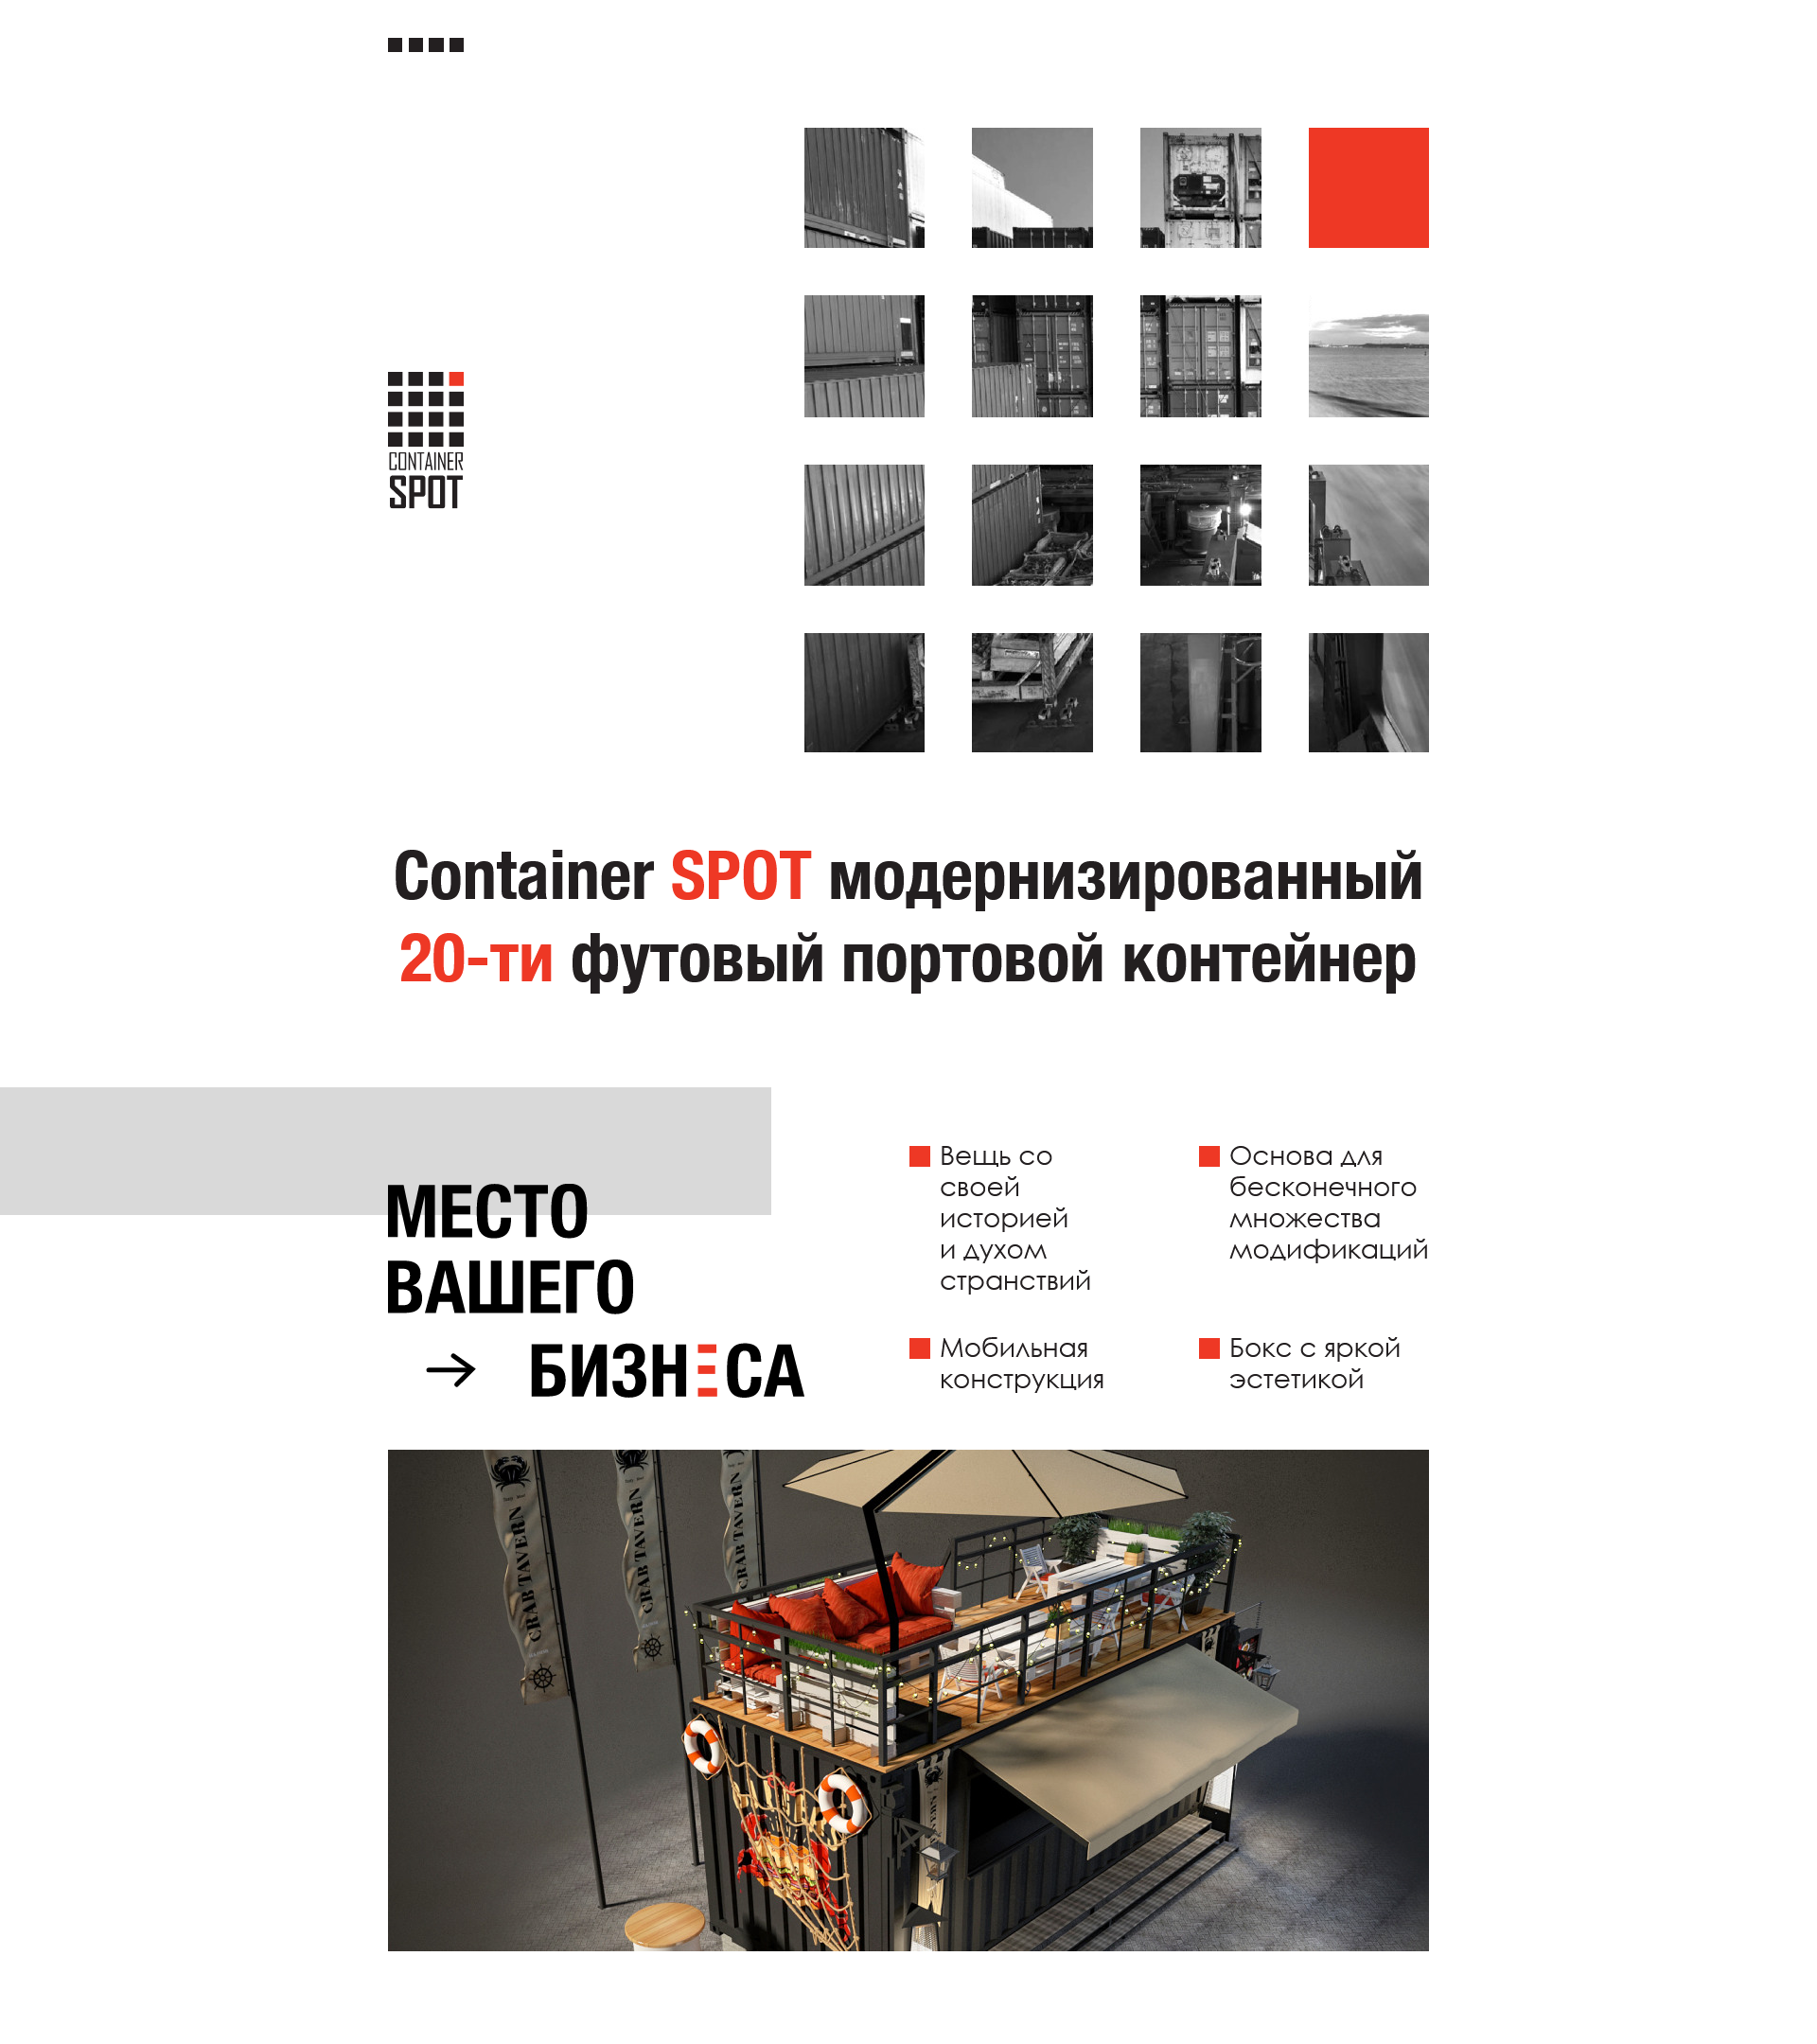 CONTAINER
SPOT
Container SPOT модернизированный
20-ти футовый портовой контейнер
МЕСТО
ВАШЕГО
БИЗНЕСА
Вещь со
своей
историей
и духом
странствий
Основа для
бесконечного
множества
модификаций
Мобильная
конструкция
Бокс с яркой
эстетикой
CRAB TAVERN
CRAB TAVERN
CRAB TAVERN